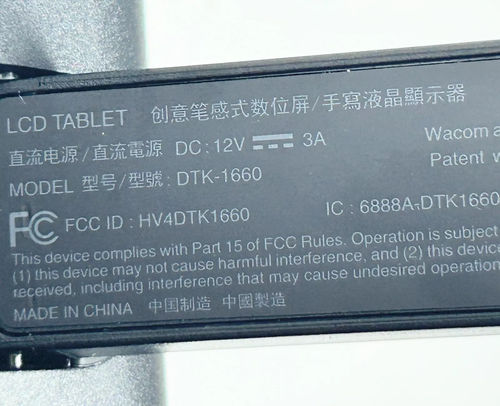 LCD TABLET 创意笔感式数位屏/手寫液晶顯示器
直流电源/直流電源 DC : 12V ⎓ 3A
Wacom
MODEL 型号/型號 : DTK-1660
Patent
FCC ID : HV4DTK1660 IC : 6888A-DTK1660
FC
This device complies with Part 15 of FCC Rules. Operation is subject
(1) this device may not cause harmful interference, and (2) this device
received, including interference that may cause undesired operation
MADE IN CHINA 中国制造 中國製造